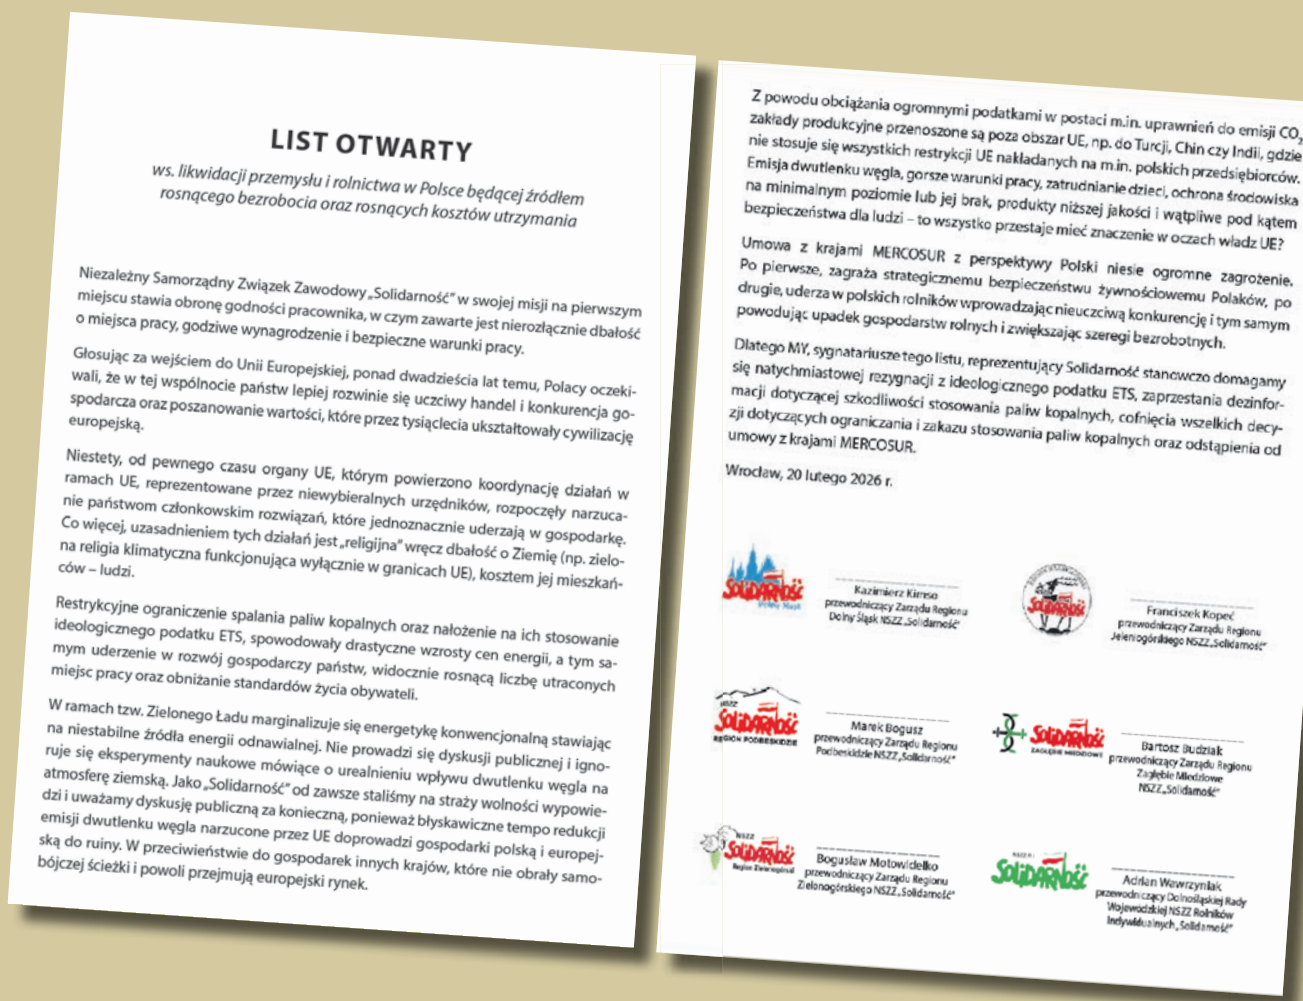 LIST OTWARTY
ws. likwidacji przemysłu i rolnictwa w Polsce będącej źródłem
rosnącego bezrobocia oraz rosnących kosztów utrzymania
Niezależny Samorządny Związek Zawodowy „Solidarność” w swojej misji na pierwszym
miejscu stawia obronę godności pracownika, w czym zawarte jest nierozłącznie dbałość
o miejsca pracy, godziwe wynagrodzenie i bezpieczne warunki pracy.
Głosując za wejściem do Unii Europejskiej, ponad dwadzieścia lat temu, Polacy oczeki-
wali, że w tej wspólnocie państw lepiej rozwinie się uczciwy handel i konkurencja go-
spodarcza oraz poszanowanie wartości, które przez tysiąclecia ukształtowały cywilizację
europejską.
Niestety, od pewnego czasu organy UE, którym powierzono koordynację działań w
ramach UE, reprezentowane przez niewybieralnych urzędników, rozpoczęły narzuca-
nie państwom członkowskim rozwiązań, które jednoznacznie uderzają w gospodarkę.
Co więcej, uzasadnieniem tych działań jest „religijna” wręcz dbałość o Ziemię (np. zielo-
na religia klimatyczna funkcjonująca wyłącznie w granicach UE), kosztem jej mieszkań-
ców – ludzi.
Restrykcyjne ograniczenie spalania paliw kopalnych oraz nałożenie na ich stosowanie
ideologicznego podatku ETS, spowodowały drastyczne wzrosty cen energii, a tym sa-
mym uderzenie w rozwój gospodarczy państw, widocznie rosnącą liczbę utraconych
miejsc pracy oraz obniżanie standardów życia obywateli.
W ramach tzw. Zielonego Ładu marginalizuje się energetykę konwencjonalną stawiając
na niestabilne źródła energii odnawialnej. Nie prowadzi się dyskusji publicznej i igno-
ruje się eksperymenty naukowe mówiące o urealnieniu wpływu dwutlenku węgla na
atmosferę ziemską. Jako „Solidarność” od zawsze staliśmy na straży wolności wypowie-
dzi i uważamy dyskusję publiczną za konieczną, ponieważ błyskawiczne tempo redukcji
emisji dwutlenku węgla narzucone przez UE doprowadzi gospodarki polską i europej-
ską do ruiny. W przeciwieństwie do gospodarek innych krajów, które nie obrały samo-
bójczej ścieżki i powoli przejmują europejski rynek.
Z powodu obciążania ogromnymi podatkami w postaci m.in. uprawnień do emisji CO₂
zakłady produkcyjne przenoszone są poza obszar UE, np. do Turcji, Chin czy Indii, gdzie
nie stosuje się wszystkich restrykcji UE nakładanych na m.in. polskich przedsiębiorców.
Emisja dwutlenku węgla, gorsze warunki pracy, zatrudnianie dzieci, ochrona środowiska
na minimalnym poziomie lub jej brak, produkty niższej jakości i wątpliwe pod kątem
bezpieczeństwa dla ludzi – to wszystko przestaje mieć znaczenie w oczach władz UE?
Umowa z krajami MERCOSUR z perspektywy Polski niesie ogromne zagrożenie.
Po pierwsze, zagraża strategicznemu bezpieczeństwu żywnościowemu Polaków, po
drugie, uderza w polskich rolników wprowadzając nieuczciwą konkurencję i tym samym
powodując upadek gospodarstw rolnych i zwiększając szeregi bezrobotnych.
Dlatego MY, sygnatariusze tego listu, reprezentujący Solidarność stanowczo domagamy
się natychmiastowej rezygnacji z ideologicznego podatku ETS, zaprzestania dezinfor-
macji dotyczącej szkodliwości stosowania paliw kopalnych, cofnięcia wszelkich decy-
zji dotyczących ograniczania i zakazu stosowania paliw kopalnych oraz odstąpienia od
umowy z krajami MERCOSUR.
Wrocław, 20 lutego 2026 r.
SOLIDARNOŚĆ
Dolny Śląsk
Kazimierz Kimso
przewodniczący Zarządu Regionu
Dolny Śląsk NSZZ „Solidarność”
SOLIDARNOŚĆ
Franciszek Kopeć
przewodniczący Zarządu Regionu
Jeleniogórskiego NSZZ „Solidarność”
NSZZ
SOLIDARNOŚĆ
REGION PODBESKIDZIE
Marek Bogusz
przewodniczący Zarządu Regionu
Podbeskidzie NSZZ „Solidarność”
SOLIDARNOŚĆ
ZAGŁĘBIE MIEDZIOWE
Bartosz Budziak
przewodniczący Zarządu Regionu
Zagłębie Miedziowe
NSZZ „Solidarność”
NSZZ
SOLIDARNOŚĆ
Region Zielonogórski
Bogusław Motowidełko
przewodniczący Zarządu Regionu
Zielonogórskiego NSZZ „Solidarność”
NSZZ RI
SOLIDARNOŚĆ
Adrian Wawrzyniak
przewodniczący Dolnośląskiej Rady
Wojewódzkiej NSZZ Rolników
Indywidualnych „Solidarność”